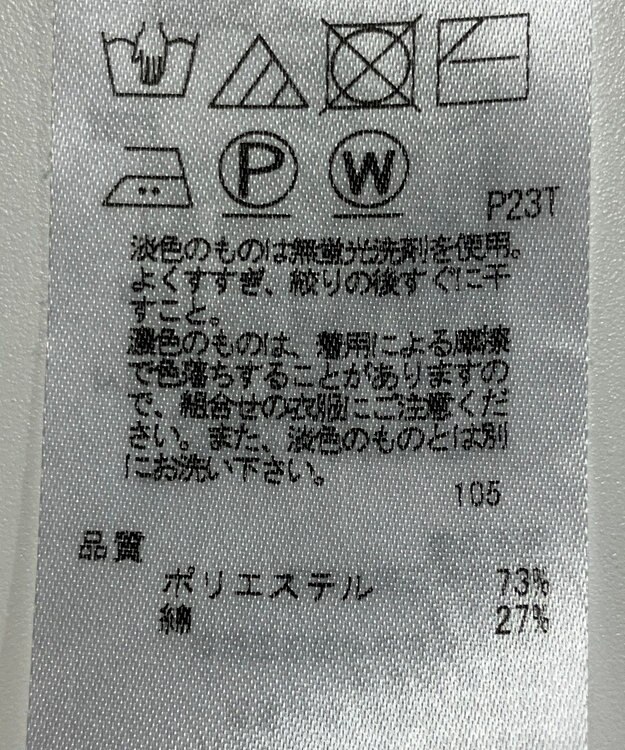 P
W
P23T
淡色のものは無蛍光洗剤を使用。
よくすすぎ、絞りの後すぐに干
すこと。
濃色のものは、着用による摩擦
で色落ちすることがありますの
で、組合せの衣服にご注意くだ
さい。また、淡色のものとは別
にお洗い下さい。
105
品質
ポリエステル 73%
綿 27%